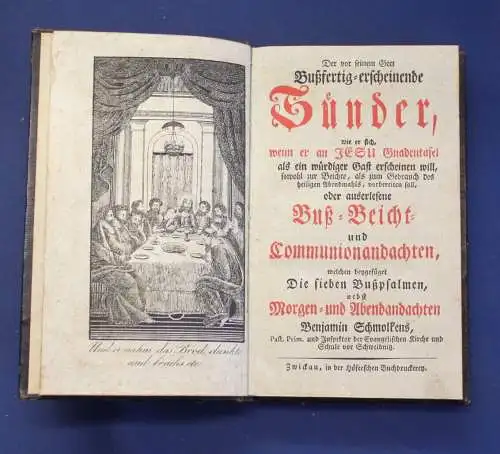 Und er nahm das Brod, dankte
und brachs etc
Der vor seinem Gott
Bußfertig-erscheinende
Sünder,
wie er sich,
wenn er an JESU Gnadentafel
als ein würdiger Gast erscheinen will,
sowohl zur Beichte, als zum Gebrauch des
heiligen Abendmahls, vorbereiten soll,
oder auserlesene
Buß-Beicht-
und
Communionandachten,
welchen beygefüget
Die sieben Bußpsalmen,
nebst
Morgen- und Abendandachten
Benjamin Schmolkens,
Past. Prim. und Inspektor der Evangelischen Kirche und
Schule vor Schweidnitz.
Zwickau, in der Höferschen Buchdruckerey.